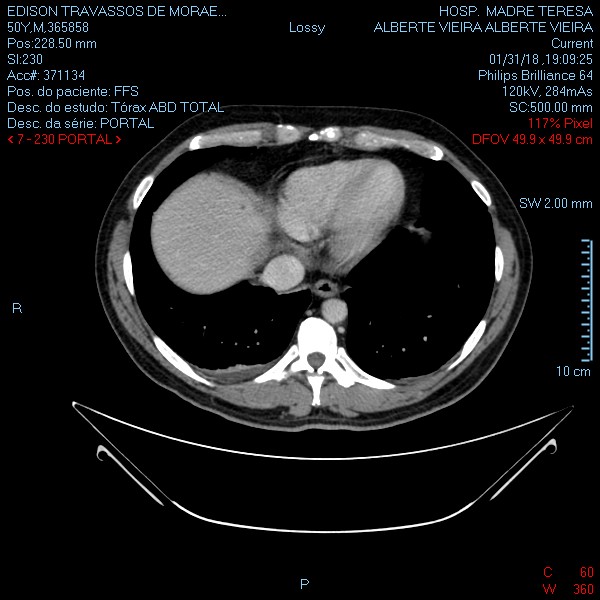 EDISON TRAVASSOS DE MORAE...
50Y,M,365858
Pos:228.50 mm
SI:230
Acc#: 371134
Pos. do paciente: FFS
Desc. do estudo: Tórax ABD TOTAL
Desc. da série: PORTAL
< 7 - 230 PORTAL >
Lossy
HOSP. MADRE TERESA
ALBERTE VIEIRA ALBERTE VIEIRA
Current
01/31/18 ,19:09:25
Philips Brilliance 64
120kV, 284mAs
SC:500.00 mm
117% Pixel
DFOV 49.9 x 49.9 cm
SW 2.00 mm
R
10 cm
P
C 60
W 360